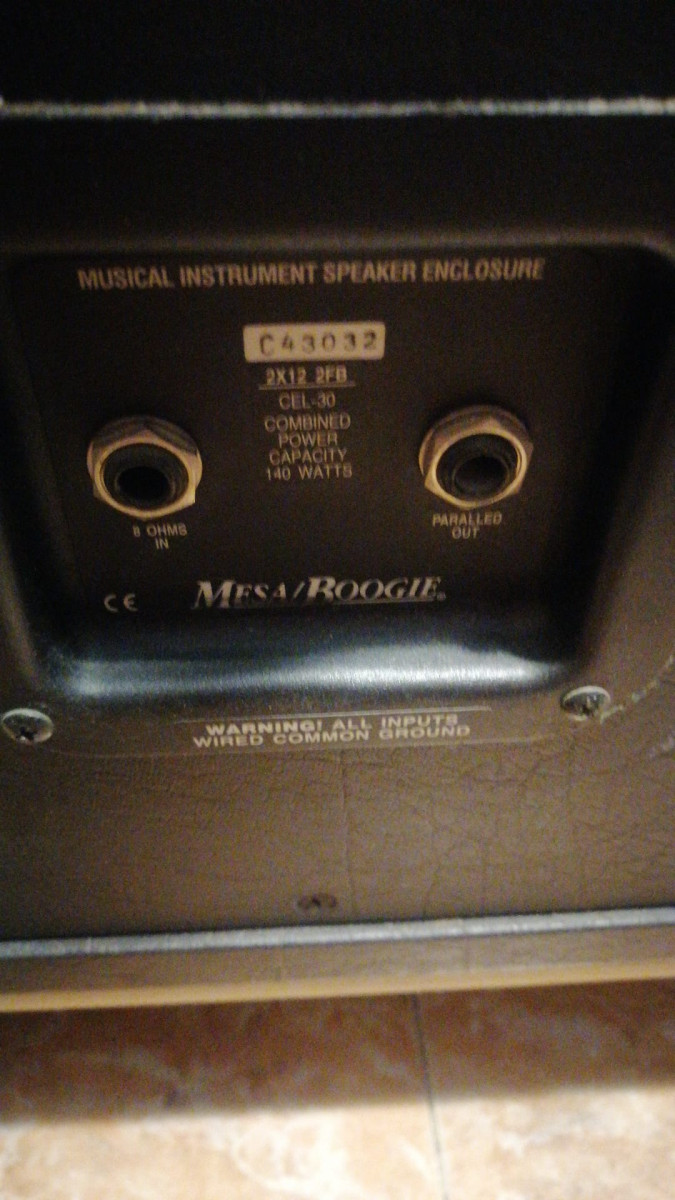 MUSICAL INSTRUMENT SPEAKER ENCLOSURE
C43032
2X12 2FB
CEL-30
COMBINED
POWER
CAPACITY
140 WATTS
8 OHMS
IN
PARALLED
OUT
CE
MESA/BOOGIE®
WARNING! ALL INPUTS
WIRED COMMON GROUND